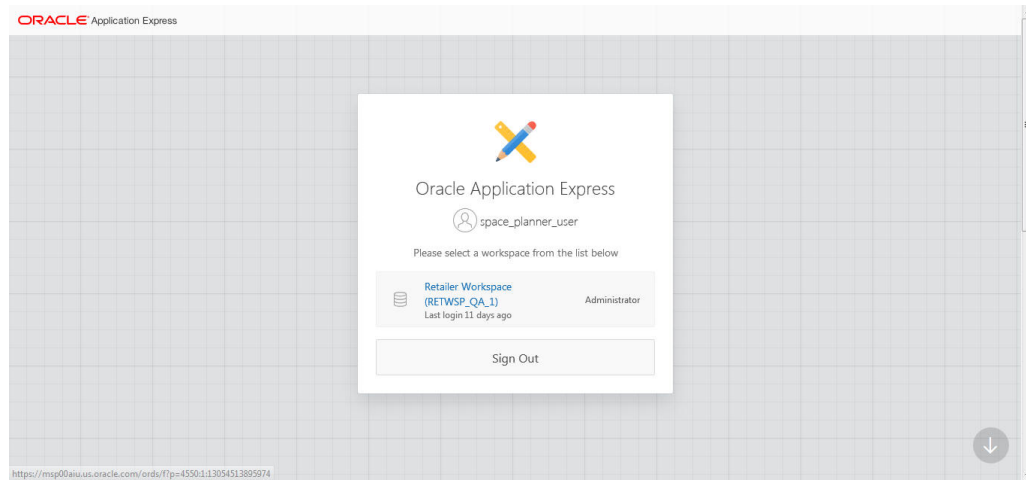 ORACLE Application Express
Oracle Application Express
space_planner_user
Please select a workspace from the list below
Retailer Workspace
(RETWSP_QA_1)
Administrator
Last login 11 days ago
Sign Out
https://msp00aiu.us.oracle.com/ords/f?p=4550:1:13054513895974